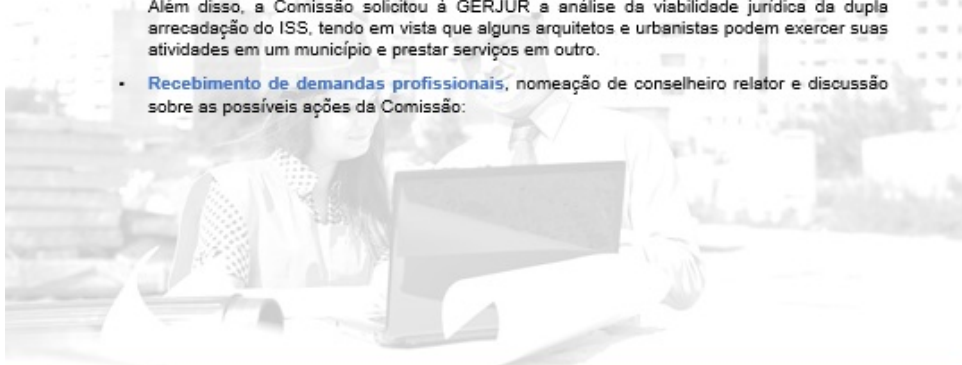 Além disso, a Comissão solicitou à GERJUR a análise da viabilidade jurídica da dupla
arrecadação do ISS, tendo em vista que alguns arquitetos e urbanistas podem exercer suas
atividades em um município e prestar serviços em outro.
• Recebimento de demandas profissionais, nomeação de conselheiro relator e discussão
sobre as possíveis ações da Comissão: